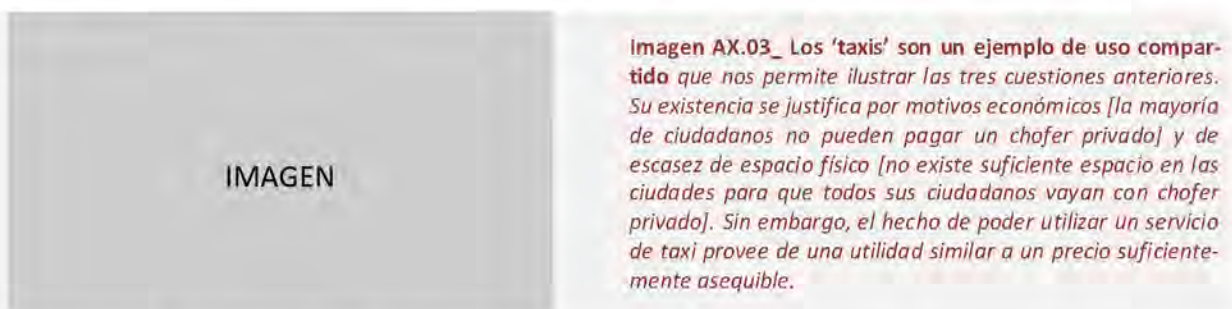 IMAGEN
Imagen AX.03_ Los ‘taxis’ son un ejemplo de uso compar-
tido que nos permite ilustrar las tres cuestiones anteriores.
Su existencia se justifica por motivos económicos [la mayoría
de ciudadanos no pueden pagar un chofer privado] y de
escasez de espacio físico [no existe suficiente espacio en las
ciudades para que todos sus ciudadanos vayan con chofer
privado]. Sin embargo, el hecho de poder utilizar un servicio
de taxi provee de una utilidad similar a un precio suficiente-
mente asequible.